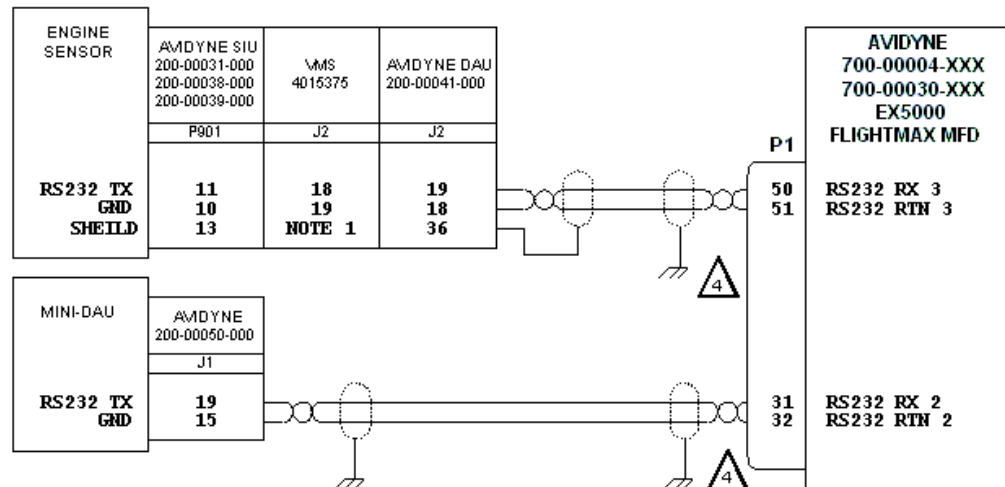 ENGINE
SENSOR
AVIDYNE SIU
200-00031-000
200-00038-000
200-00039-000
VMS
4015375
AVIDYNE DAU
200-00041-000
P901 J2 J2
RS232 TX 11 18 19
GND 10 19 18
SHEILD 13 NOTE 1 36
AVIDYNE
700-00004-XXX
700-00030-XXX
EX5000
FLIGHTMAX MFD
P1
50 RS232 RX 3
51 RS232 RTN 3
4
MINI-DAU
AVIDYNE
200-00050-000
J1
RS232 TX 19
GND 15
31 RS232 RX 2
32 RS232 RTN 2
4